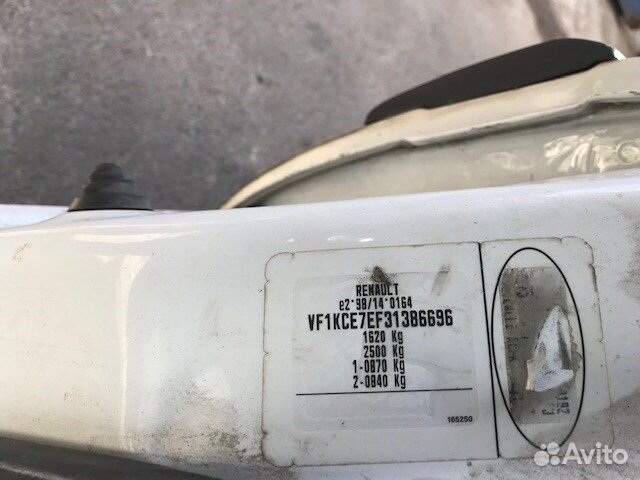 RENAULT
e2*98/14*0164
VF1KCE7EF31386696
1620 Kg
2500 Kg
1-0870 Kg
2-0840 Kg
165250
Avito